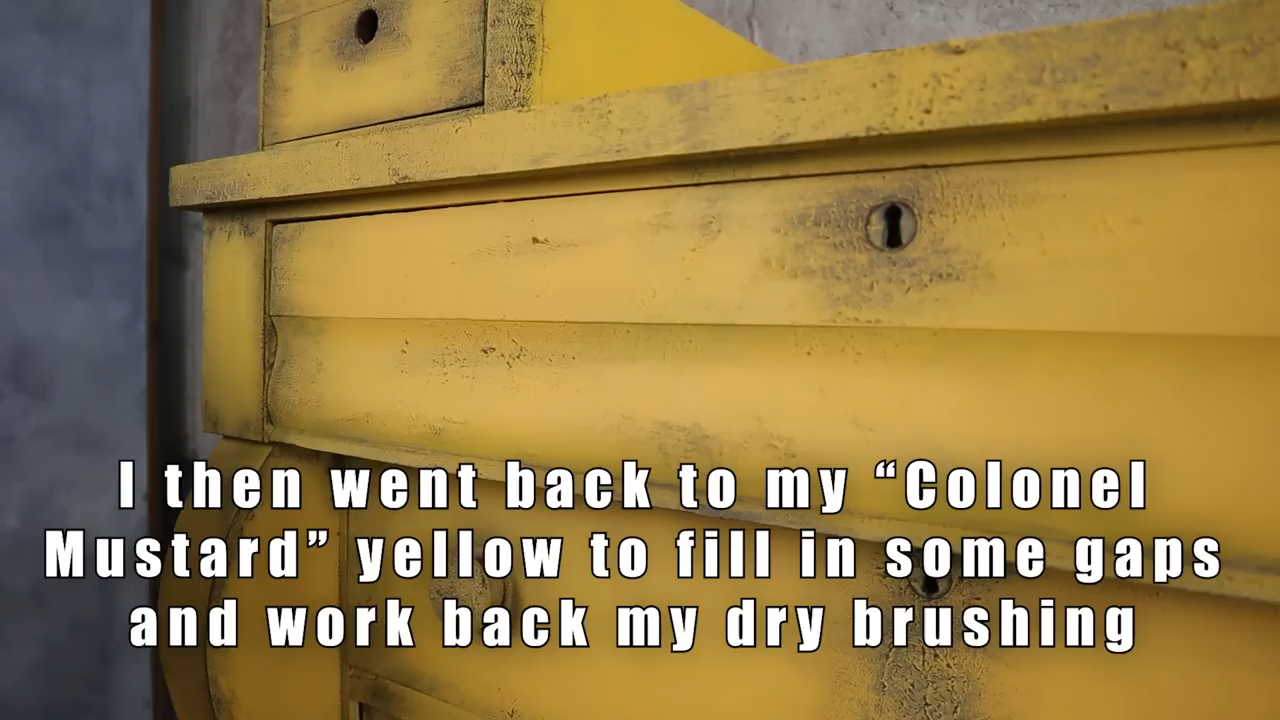 I then went back to my “Colonel
Mustard” yellow to fill in some gaps
and work back my dry brushing